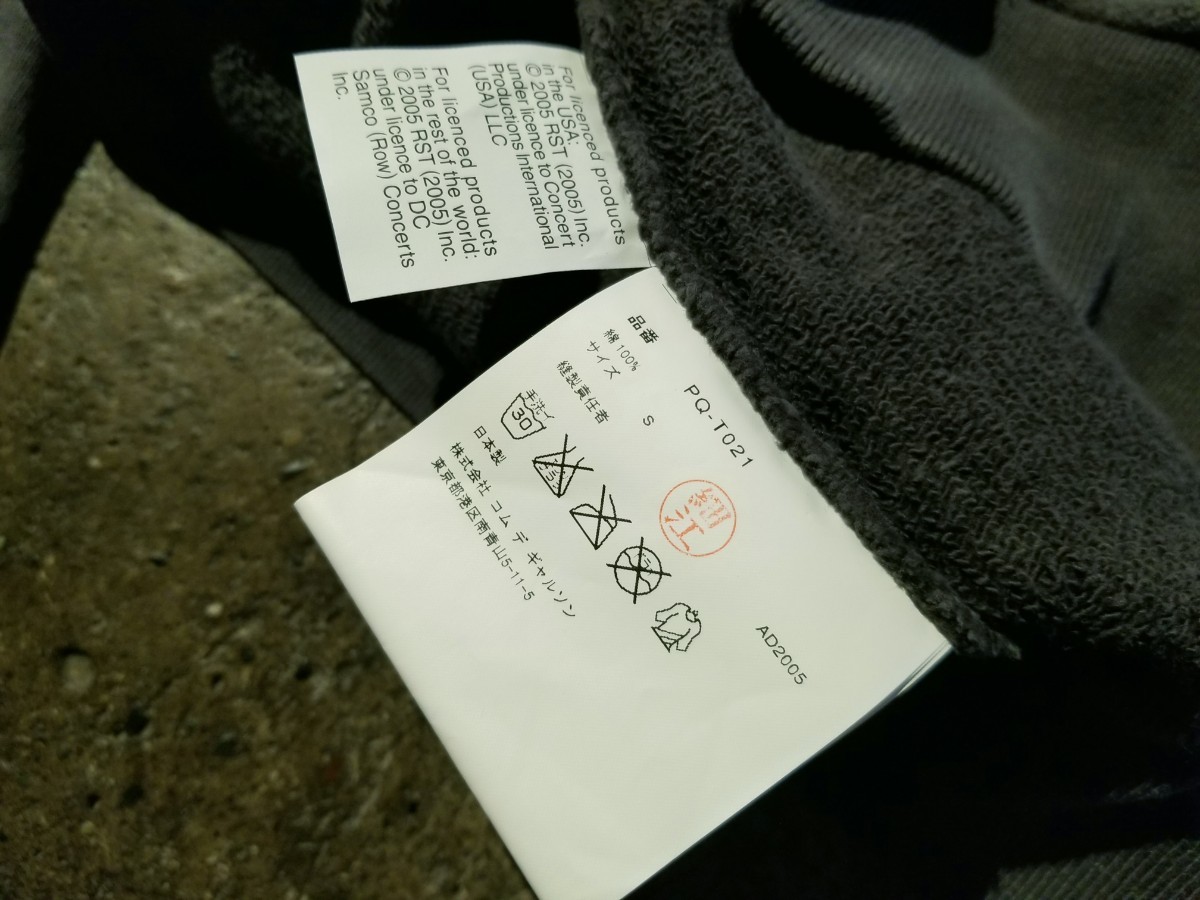 For licenced products
in the USA:
© 2005 RST (2005) Inc.
under licence to Concert
Productions International
(USA) LLC
For licenced products
in the rest of the world:
© 2005 RST (2005) Inc.
under licence to DC
Samco (Row) Concerts
Inc.
品番 PQ-T021
綿100%
サイズ S
縫製責任者
手洗イ
30
日本製
株式会社 コム デ ギャルソン
東京都港区南青山5-11-5
AD2005